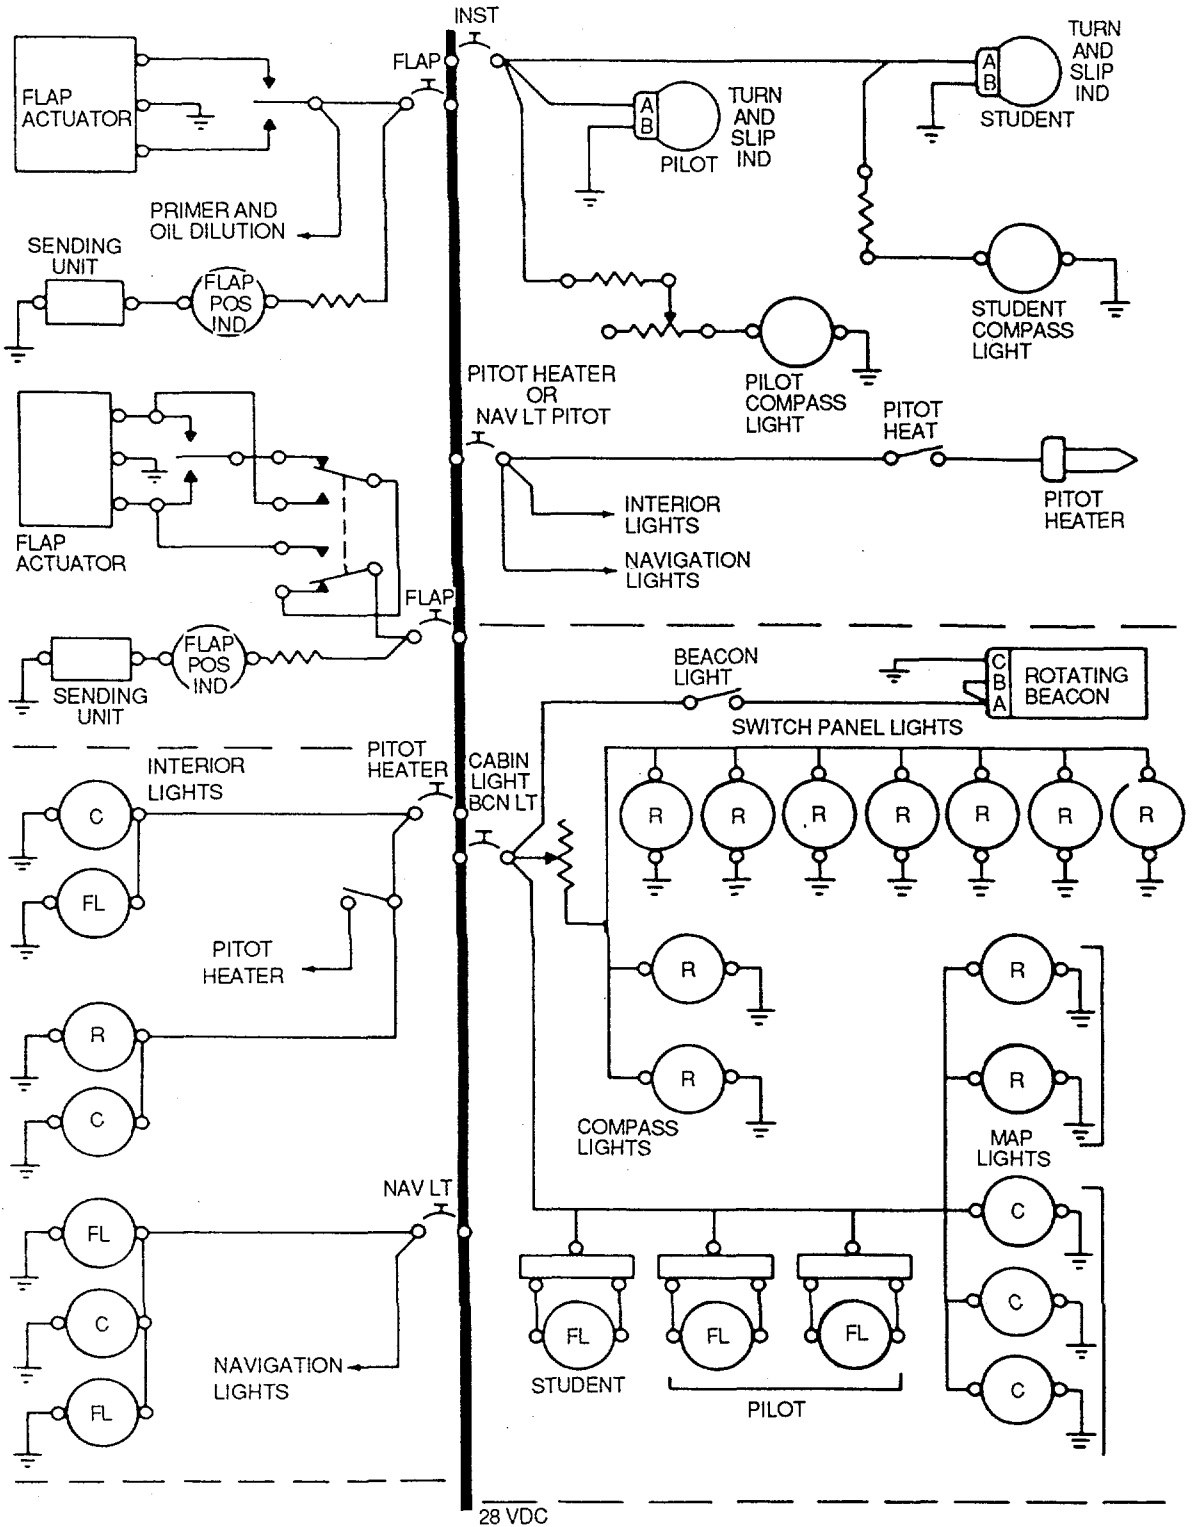 INST
FLAP
FLAP
ACTUATOR
PRIMER AND
OIL DILUTION
SENDING
UNIT
FLAP
POS
IND
A
B
PILOT
TURN
AND
SLIP
IND
A
B
STUDENT
TURN
AND
SLIP
IND
STUDENT
COMPASS
LIGHT
PILOT
COMPASS
LIGHT
PITOT HEATER
OR
NAV LT PITOT
PITOT
HEAT
PITOT
HEATER
INTERIOR
LIGHTS
NAVIGATION
LIGHTS
FLAP
ACTUATOR
FLAP
FLAP
POS
IND
SENDING
UNIT
BEACON
LIGHT
C
B
A
ROTATING
BEACON
SWITCH PANEL LIGHTS
R
R
R
R
R
R
R
PITOT
HEATER
CABIN
LIGHT
BCN LT
INTERIOR
LIGHTS
C
FL
PITOT
HEATER
R
C
NAV LT
FL
C
FL
NAVIGATION
LIGHTS
R
R
COMPASS
LIGHTS
R
R
MAP
LIGHTS
C
C
C
FL
STUDENT
FL
FL
PILOT
28 VDC